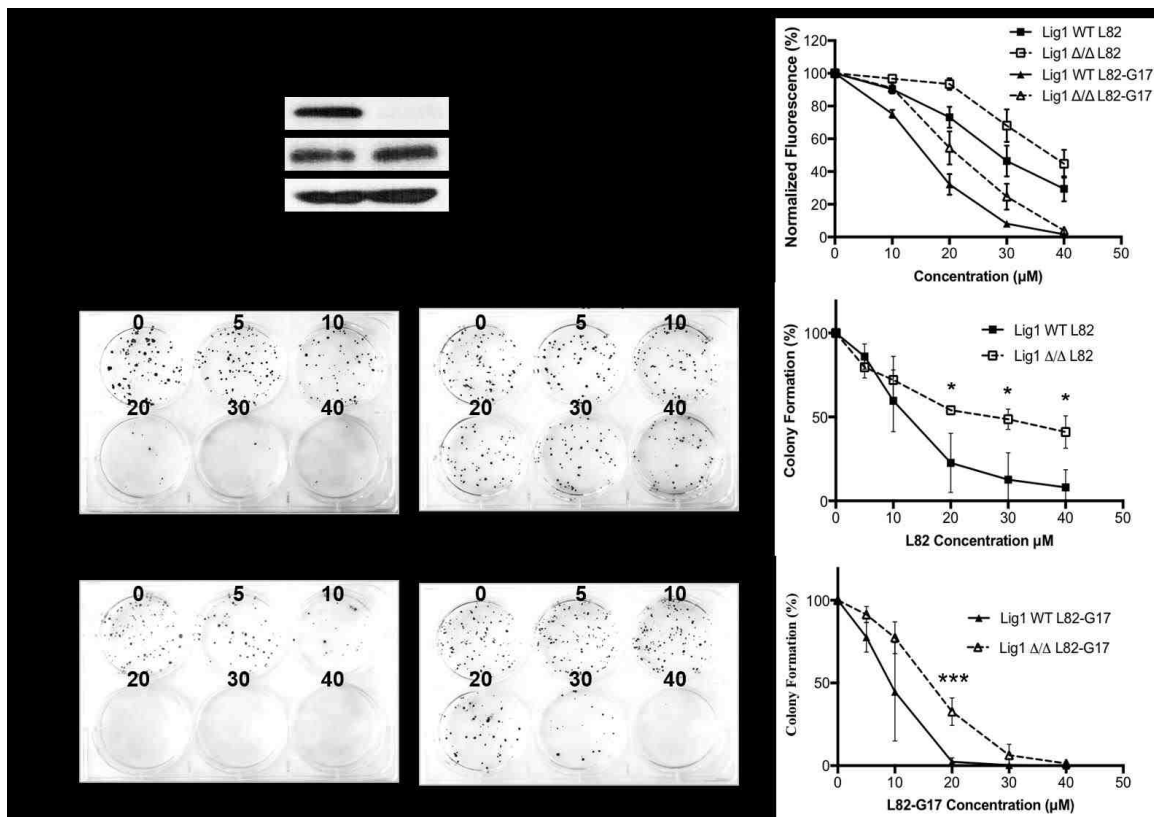 Normalized Fluorescence (%)
120
100
80
60
40
20
0
Lig1 WT L82
Lig1 Δ/Δ L82
Lig1 WT L82-G17
Lig1 Δ/Δ L82-G17
0 10 20 30 40 50
Concentration (µM)
0 5 10
20 30 40
0 5 10
20 30 40
Colony Formation (%)
100
50
0
Lig1 WT L82
Lig1 Δ/Δ L82
* * *
0 10 20 30 40 50
L82 Concentration µM
0 5 10
20 30 40
0 5 10
20 30 40
Colony Formation (%)
100
50
0
Lig1 WT L82-G17
Lig1 Δ/Δ L82-G17
***
0 10 20 30 40 50
L82-G17 Concentration (µM)